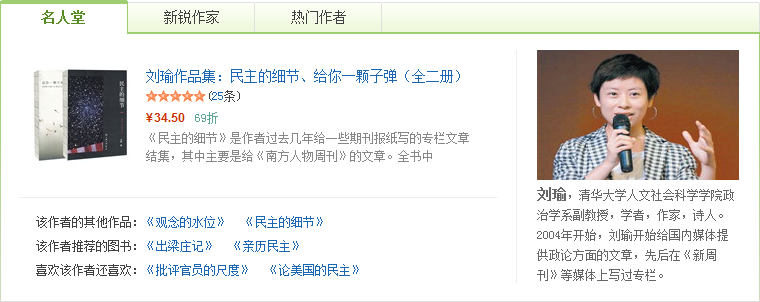 名人堂
新锐作家
热门作者
刘瑜作品集：民主的细节、给你一颗子弹（全二册）
(25条)
¥34.50 69折
《民主的细节》是作者过去几年给一些期刊报纸写的专栏文章
结集，其中主要是给《南方人物周刊》的文章。全书中
该作者的其他作品：《观念的水位》 《民主的细节》
该作者推荐的图书：《出梁庄记》 《亲历民主》
喜欢该作者还喜欢：《批评官员的尺度》 《论美国的民主》
刘瑜，清华大学人文社会科学学院政
治学系副教授，学者，作家，诗人。
2004年开始，刘瑜开始给国内媒体提
供政论方面的文章，先后在《新周
刊》等媒体上写过专栏。
民主的细节